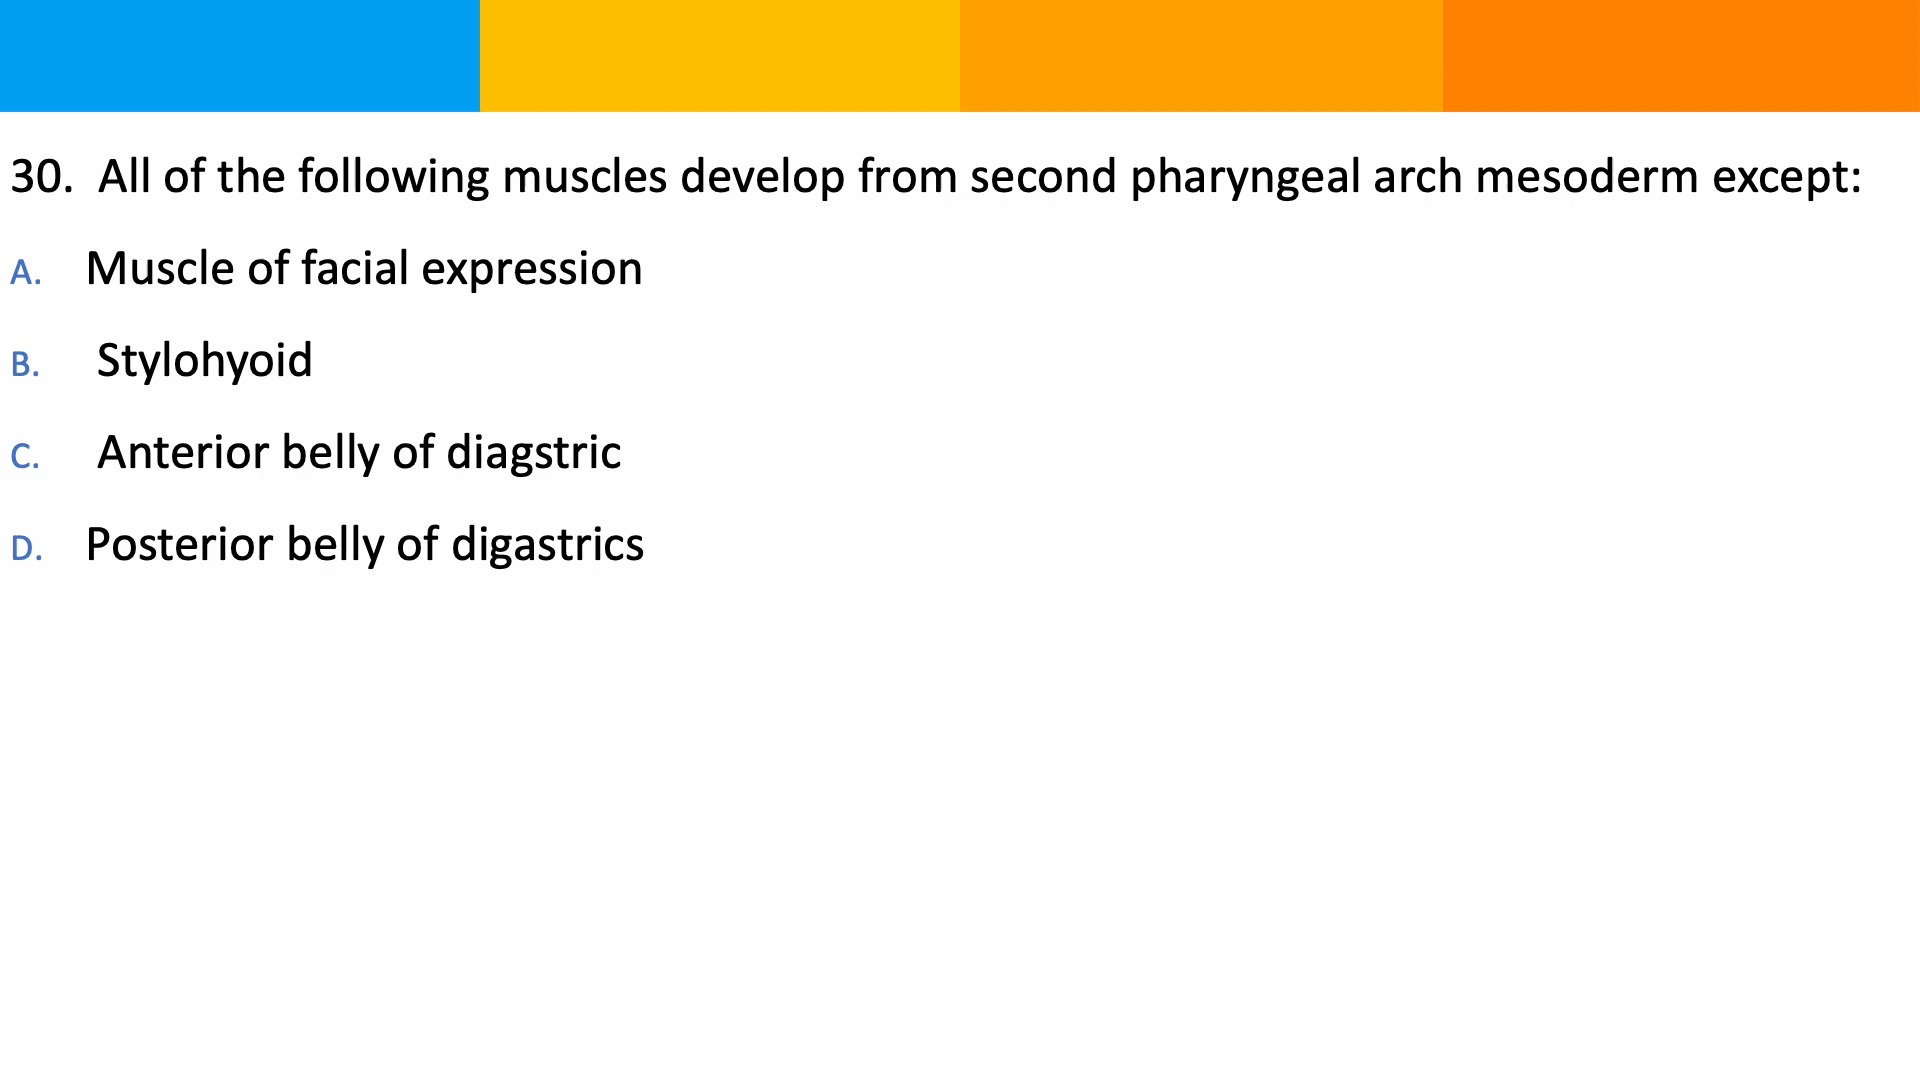 30. All of the following muscles develop from second pharyngeal arch mesoderm except:
A. Muscle of facial expression
B. Stylohyoid
C. Anterior belly of diagstric
D. Posterior belly of digastrics